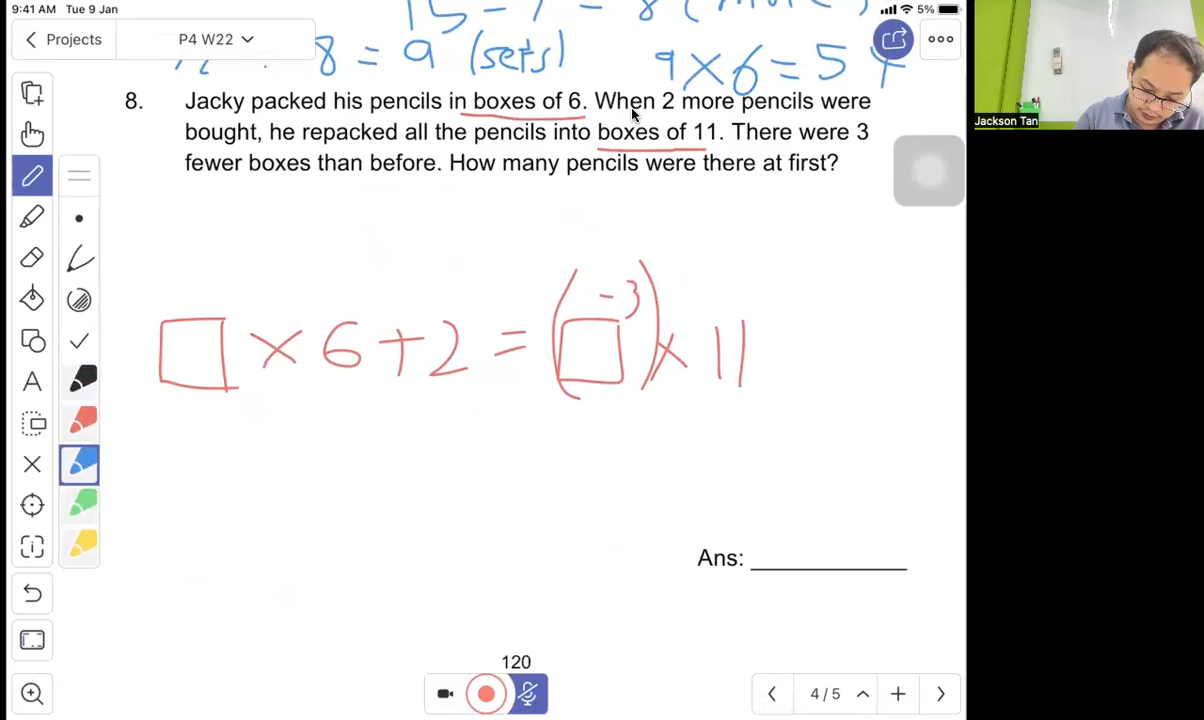 9:41 AM Tue 9 Jan
5%
Projects
P4 W22
8 = 9 (sets)
9 × 6 = 54
8. Jacky packed his pencils in boxes of 6. When 2 more pencils were
bought, he repacked all the pencils into boxes of 11. There were 3
fewer boxes than before. How many pencils were there at first?
Jackson Tan
- 3
× 6 + 2 = ( ) × 11
Ans:
120
4/5